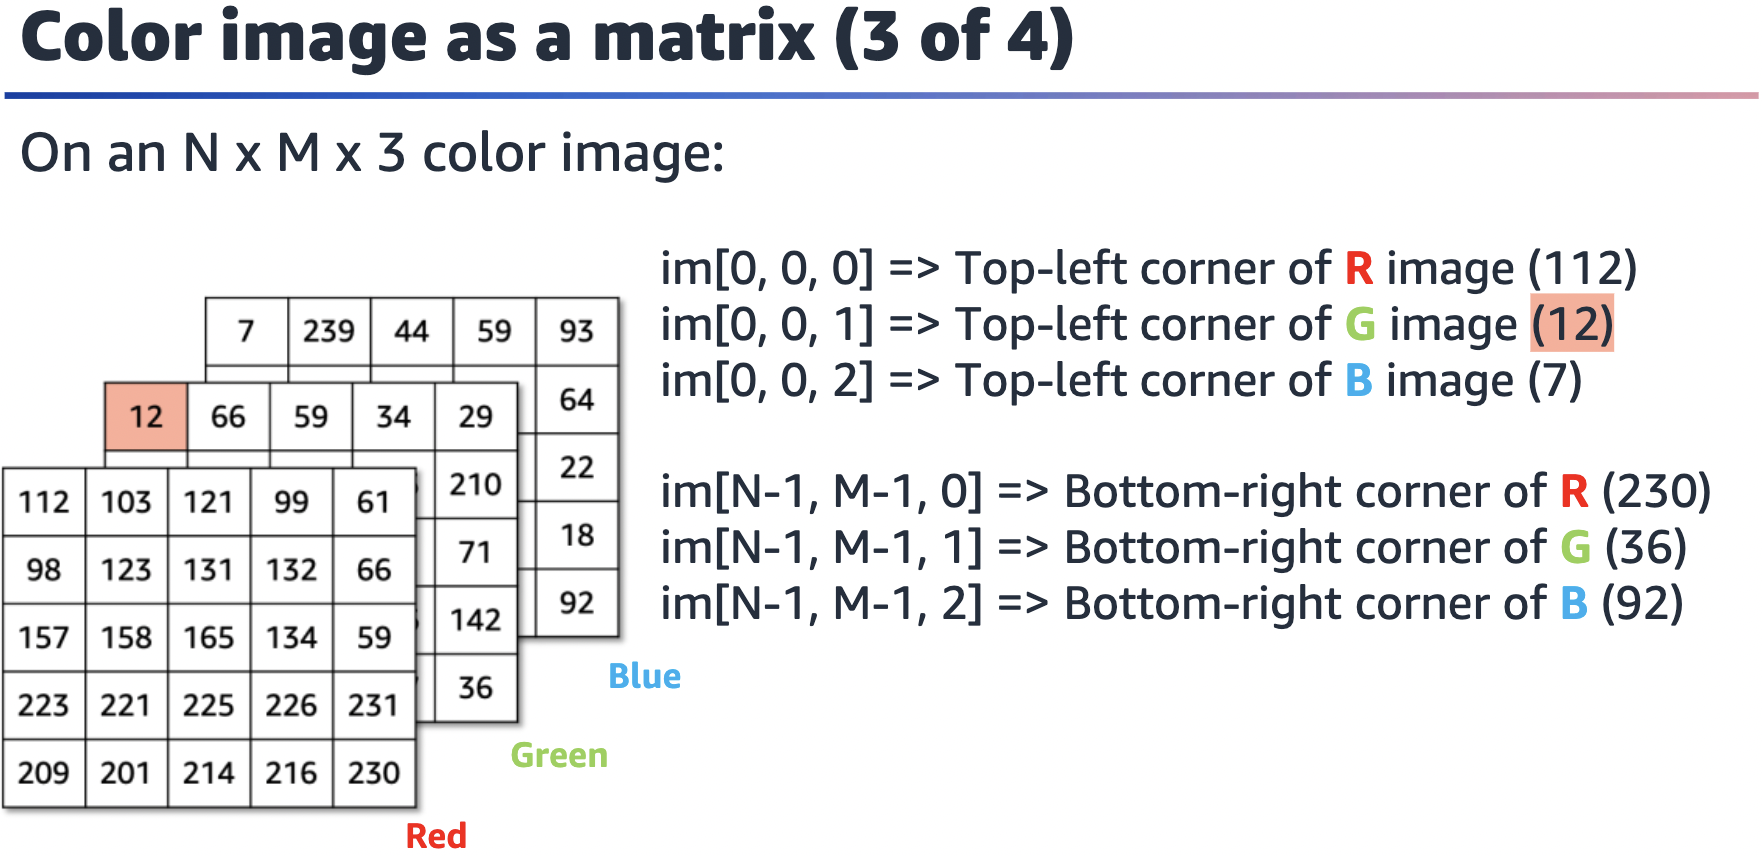 Color image as a matrix (3 of 4)
On an N x M x 3 color image:
im[0, 0, 0] => Top-left corner of R image (112)
im[0, 0, 1] => Top-left corner of G image (12)
im[0, 0, 2] => Top-left corner of B image (7)
im[N-1, M-1, 0] => Bottom-right corner of R (230)
im[N-1, M-1, 1] => Bottom-right corner of G (36)
im[N-1, M-1, 2] => Bottom-right corner of B (92)
7 239 44 59 93
64
22
18
92
Blue
12 66 59 34 29
210
71
142
36
Green
112 103 121 99 61
98 123 131 132 66
157 158 165 134 59
223 221 225 226 231
209 201 214 216 230
Red